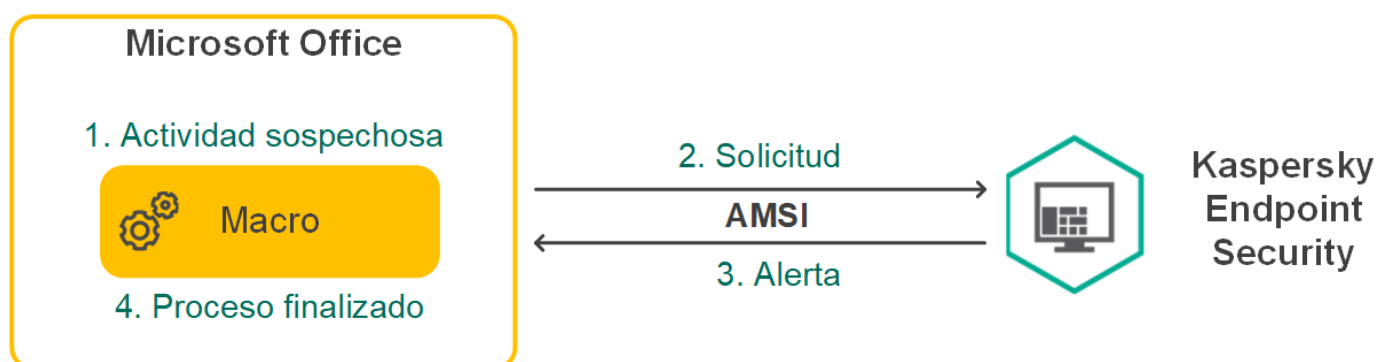 Microsoft Office
1. Actividad sospechosa
Macro
4. Proceso finalizado
2. Solicitud
AMSI
3. Alerta
Kaspersky
Endpoint
Security